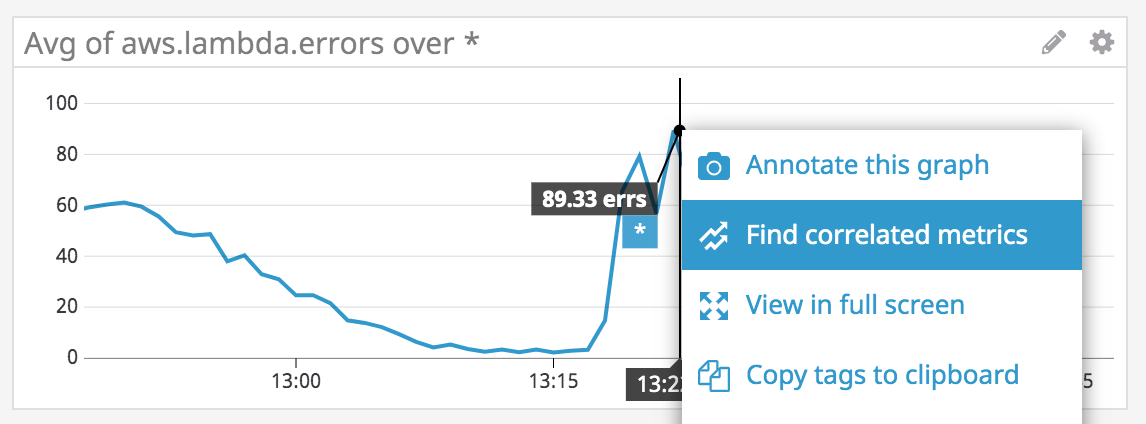 Avg of aws.lambda.errors over *
100
80
60
40
20
0
89.33 errs
*
13:00
13:15
13:2
5
Annotate this graph
Find correlated metrics
View in full screen
Copy tags to clipboard